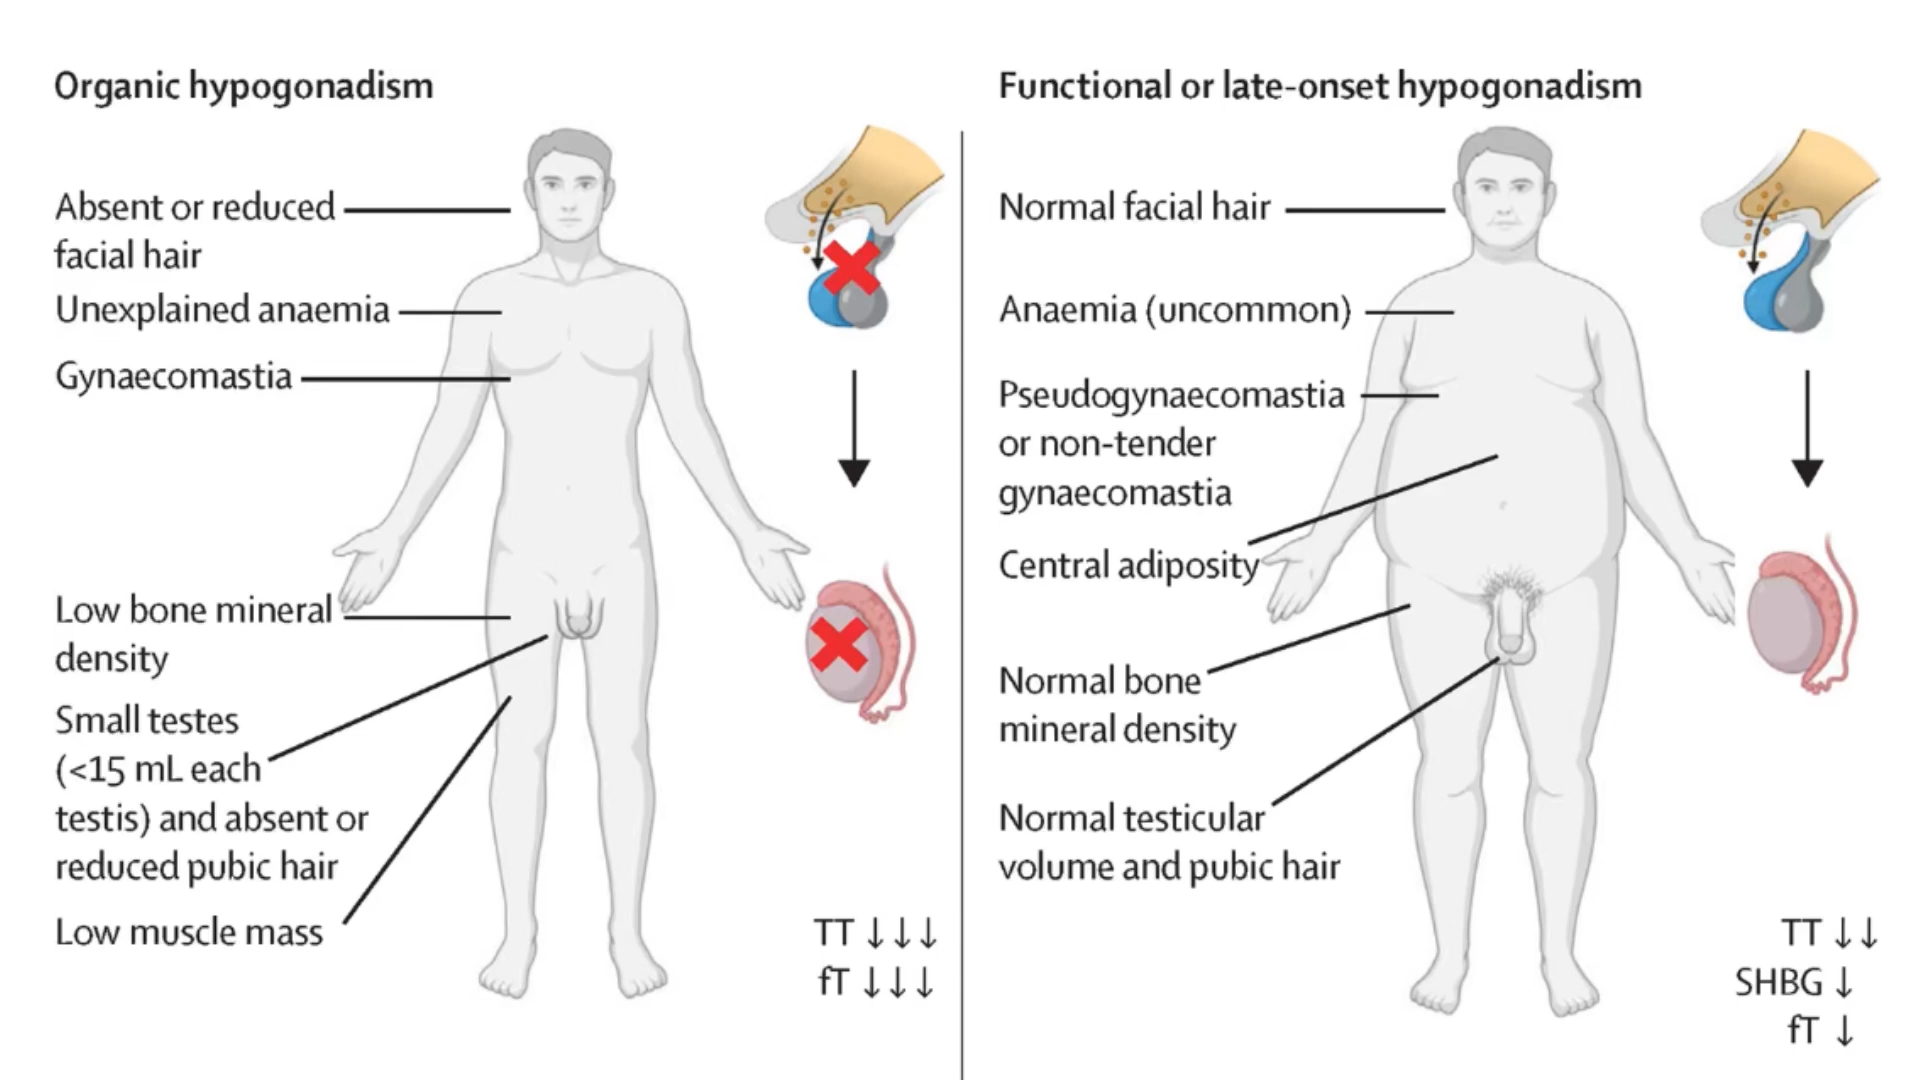 Organic hypogonadism
Absent or reduced
facial hair
Unexplained anaemia
Gynaecomastia
Low bone mineral
density
Small testes
(<15 mL each
testis) and absent or
reduced pubic hair
Low muscle mass
TT ↓↓↓
fT ↓↓↓
Functional or late-onset hypogonadism
Normal facial hair
Anaemia (uncommon)
Pseudogynaecomastia
or non-tender
gynaecomastia
Central adiposity
Normal bone
mineral density
Normal testicular
volume and pubic hair
TT ↓↓
SHBG ↓
fT ↓